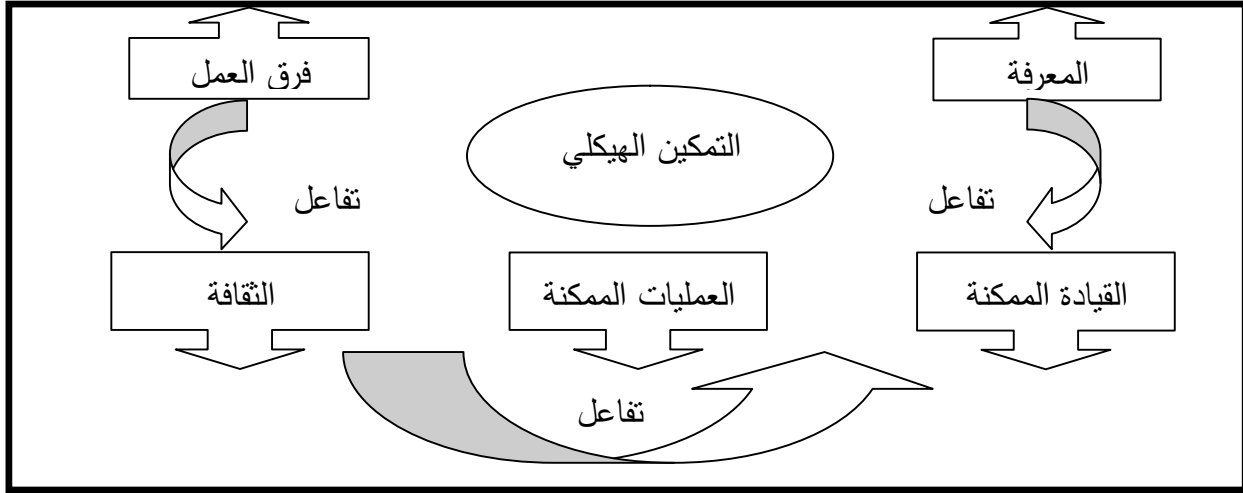 المعرفة
فرق العمل
التمكين الهيكلي
تفاعل
تفاعل
القيادة الممكنة
العمليات الممكنة
الثقافة
تفاعل